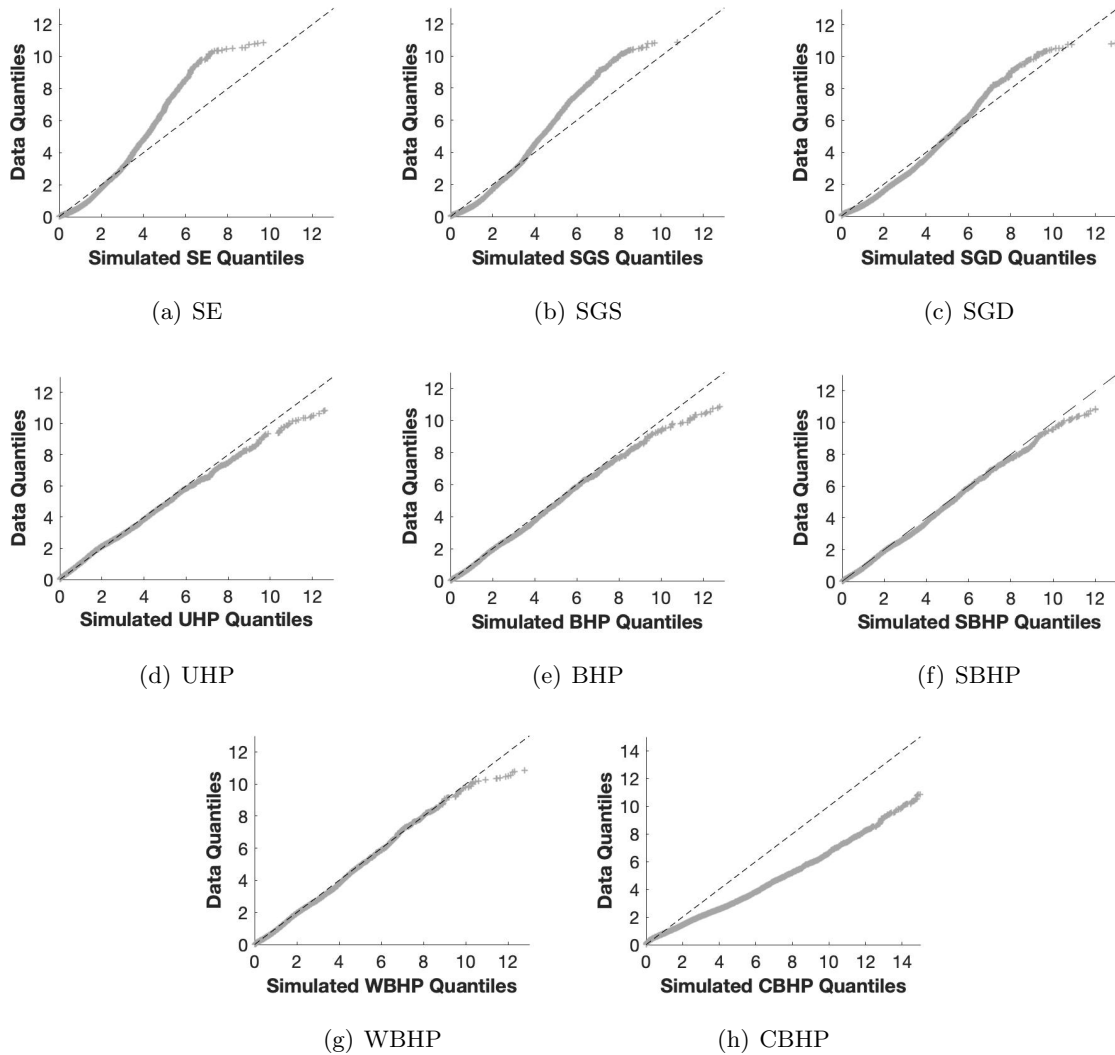 Data Quantiles
12
10
8
6
4
2
0
0 2 4 6 8 10 12
Simulated SE Quantiles
(a) SE
Data Quantiles
12
10
8
6
4
2
0
0 2 4 6 8 10 12
Simulated SGS Quantiles
(b) SGS
Data Quantiles
12
10
8
6
4
2
0
0 2 4 6 8 10 12
Simulated SGD Quantiles
(c) SGD
Data Quantiles
12
10
8
6
4
2
0
0 2 4 6 8 10 12
Simulated UHP Quantiles
(d) UHP
Data Quantiles
12
10
8
6
4
2
0
0 2 4 6 8 10 12
Simulated BHP Quantiles
(e) BHP
Data Quantiles
12
10
8
6
4
2
0
0 2 4 6 8 10 12
Simulated SBHP Quantiles
(f) SBHP
Data Quantiles
12
10
8
6
4
2
0
0 2 4 6 8 10 12
Simulated WBHP Quantiles
(g) WBHP
Data Quantiles
14
12
10
8
6
4
2
0
0 2 4 6 8 10 12 14
Simulated CBHP Quantiles
(h) CBHP